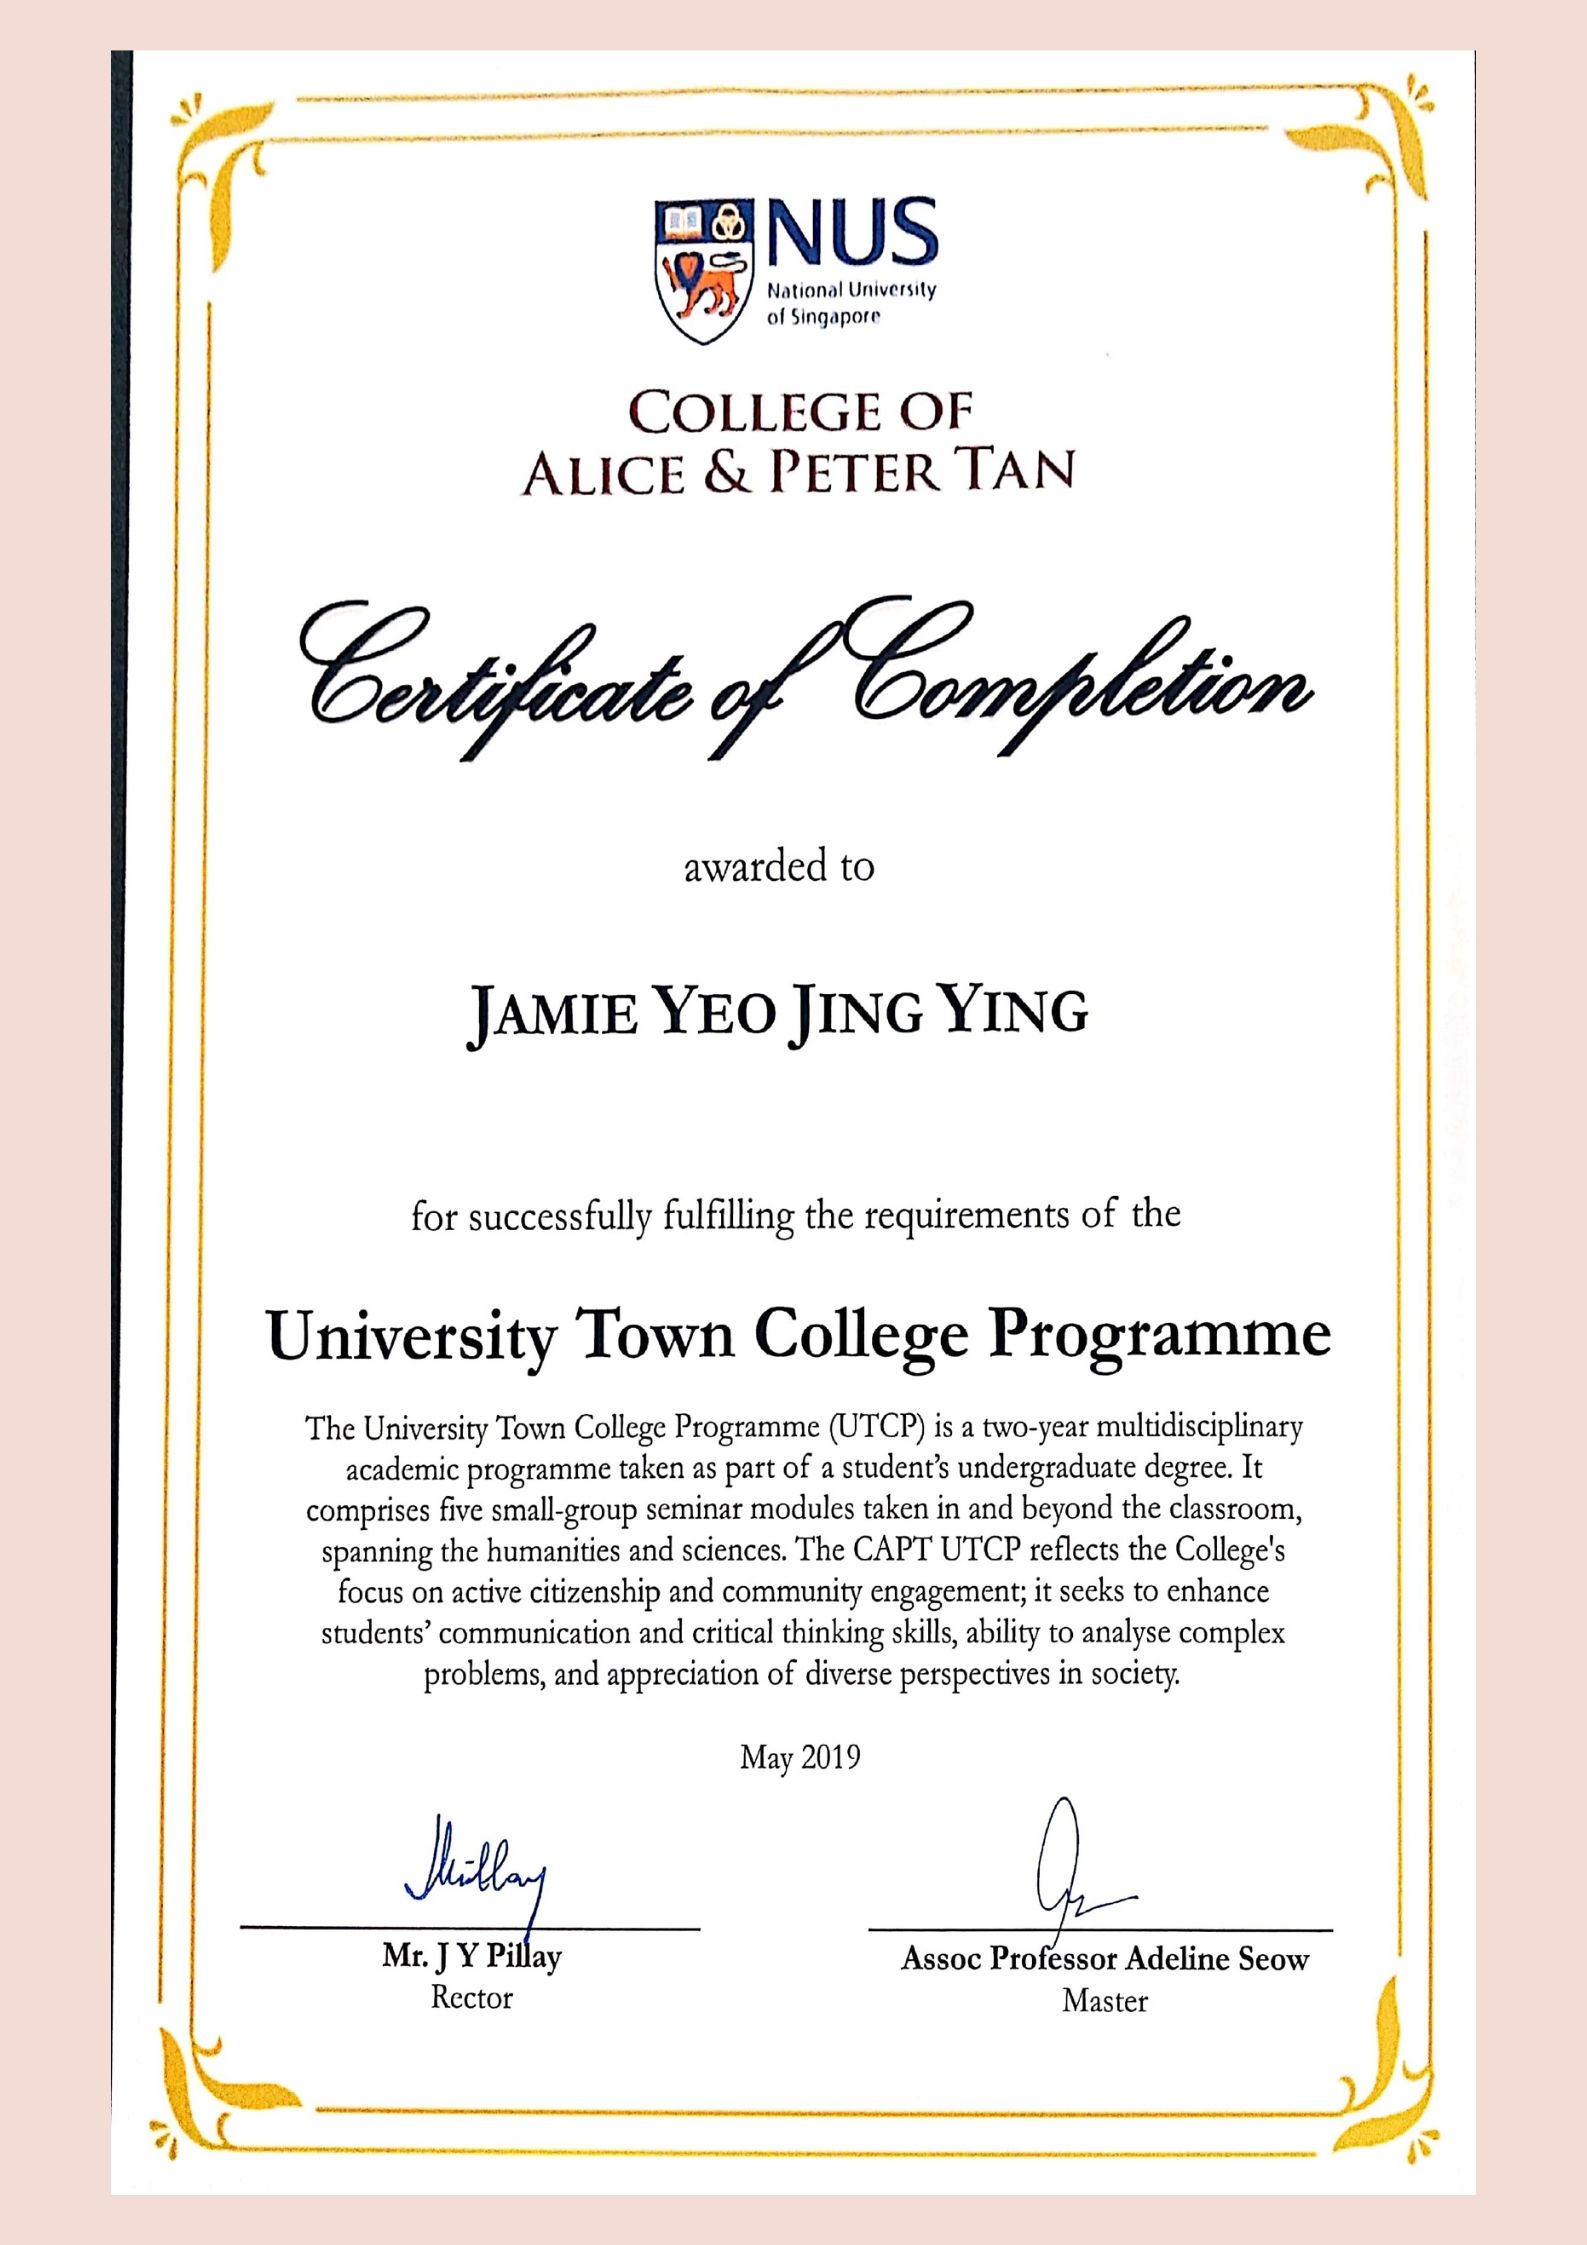 NUS
National University
of Singapore
COLLEGE OF
ALICE & PETER TAN
Certificate of Completion
awarded to
JAMIE YEO JING YING
for successfully fulfilling the requirements of the
University Town College Programme
The University Town College Programme (UTCP) is a two-year multidisciplinary
academic programme taken as part of a student's undergraduate degree. It
comprises five small-group seminar modules taken in and beyond the classroom,
spanning the humanities and sciences. The CAPT UTCP reflects the College's
focus on active citizenship and community engagement; it seeks to enhance
students' communication and critical thinking skills, ability to analyse complex
problems, and appreciation of diverse perspectives in society.
May 2019
Mr. J Y Pillay
Rector
Assoc Professor Adeline Seow
Master